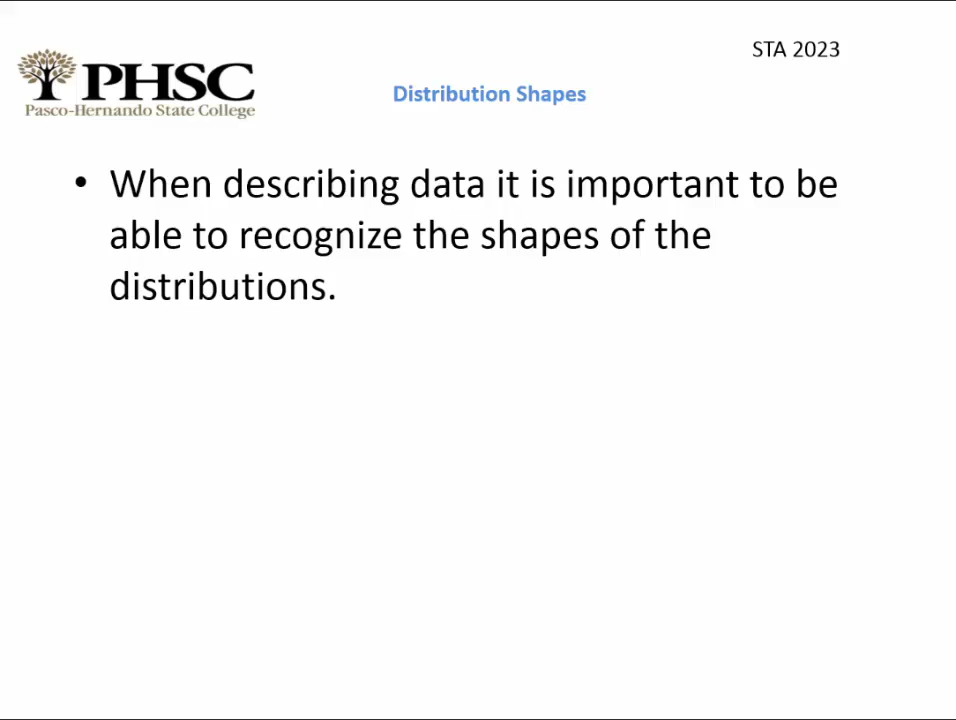 STA 2023
PHSC
Pasco-Hernando State College
Distribution Shapes
• When describing data it is important to be
able to recognize the shapes of the
distributions.